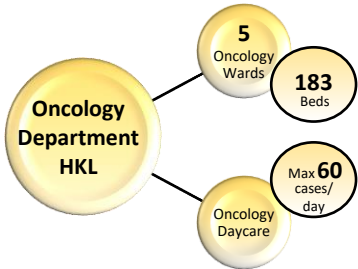 Oncology
Department
HKL
5
Oncology
Wards
183
Beds
Oncology
Daycare
Max 60
cases/
day